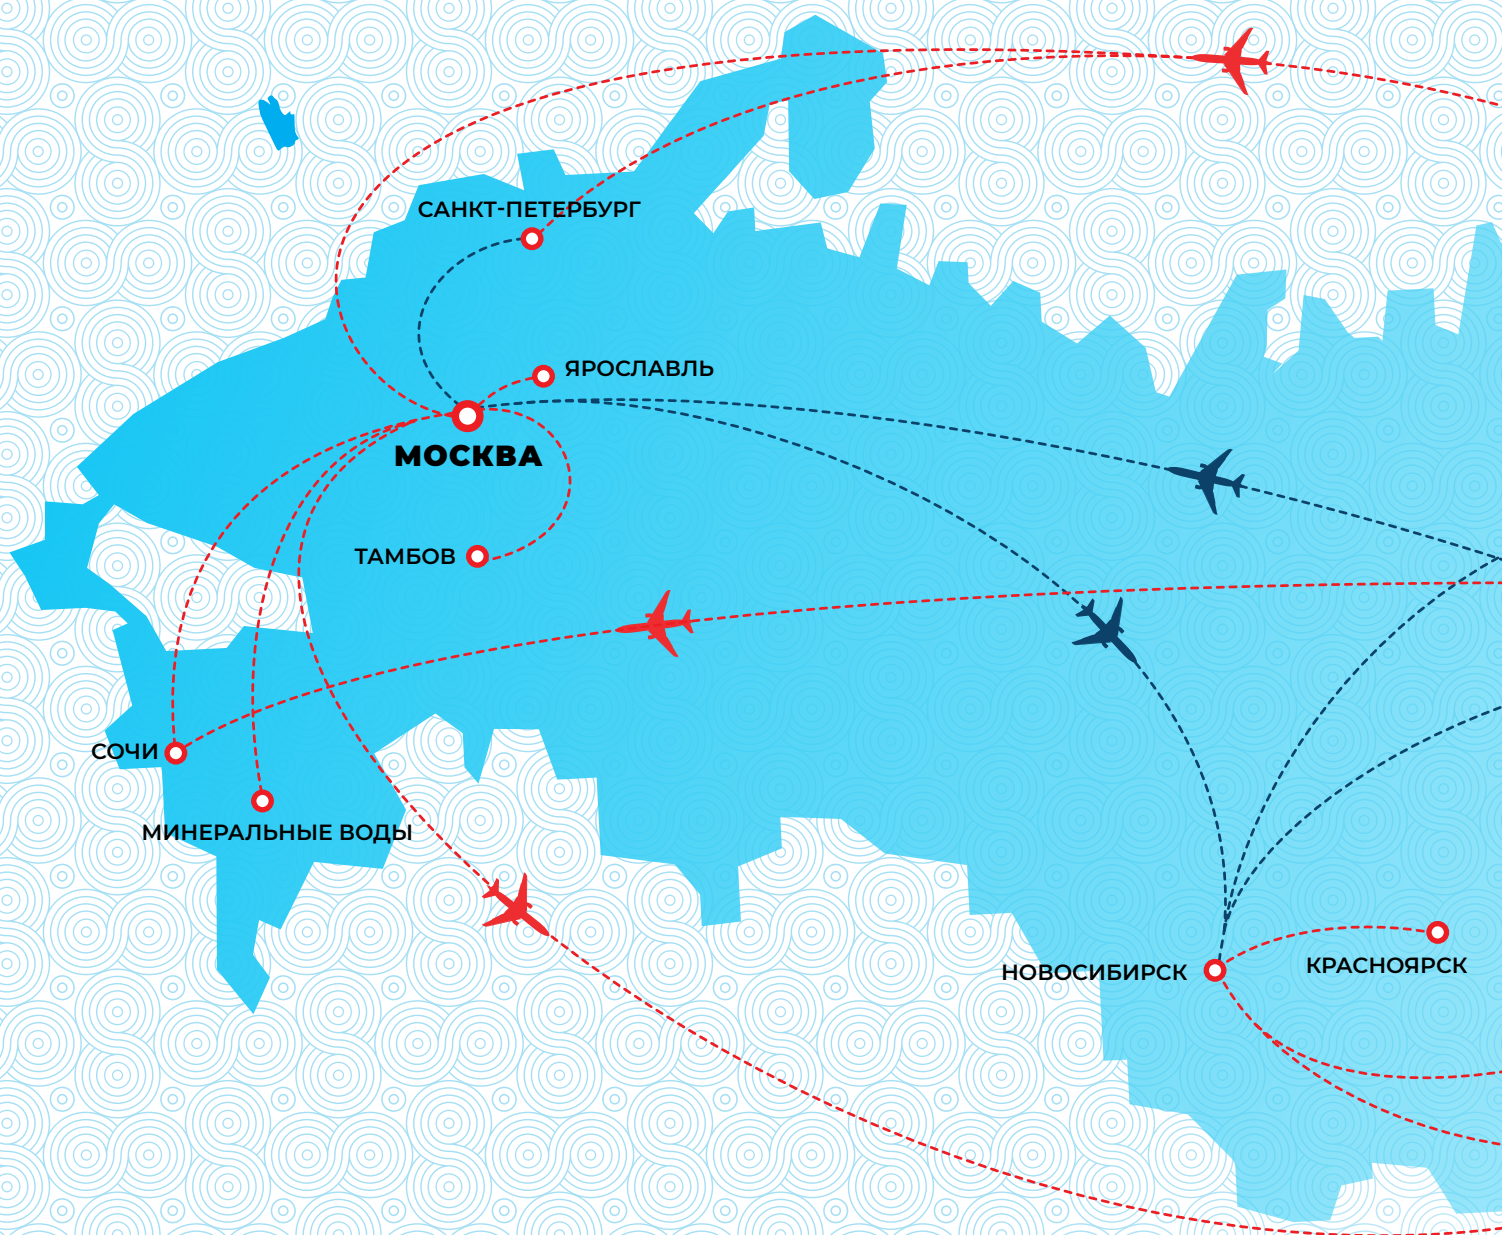 САНКТ-ПЕТЕРБУРГ
ЯРОСЛАВЛЬ
МОСКВА
ТАМБОВ
СОЧИ
МИНЕРАЛЬНЫЕ ВОДЫ
НОВОСИБИРСК
КРАСНОЯРСК